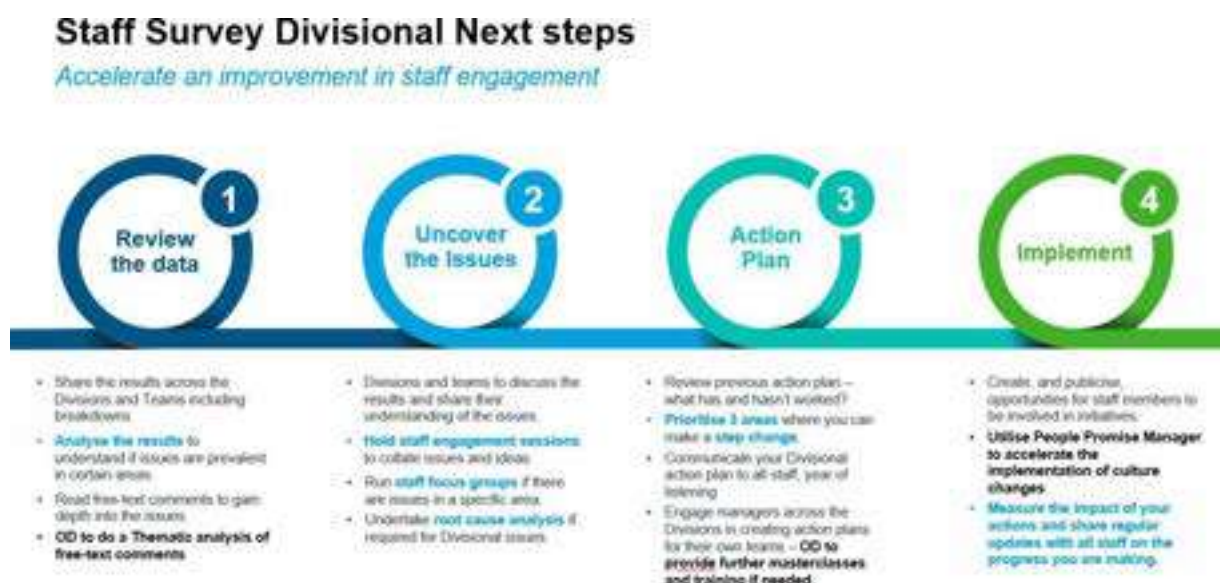 Staff Survey Divisional Next steps
Accelerate an improvement in staff engagement
1
Review
the data
• Share the results across the
Divisions and Teams including
breakdowns
• Analyse the results to
understand if issues are prevalent
in certain areas
• Read free-text comments to gain
depth into the issues
• OD to do a Thematic analysis of
free-text comments
2
Uncover
the Issues
• Divisions and teams to discuss the
results and share their
understanding of the issues
• Hold staff engagement sessions
to collate issues and ideas
• Run staff focus groups if there
are issues in a specific area
• Undertake root cause analysis if
required for Divisional issues
3
Action
Plan
• Review previous action plan –
what has and hasn't worked?
• Prioritise 3 areas where you can
make a step change
• Communicate your Divisional
action plan to all staff, year of
listening
• Engage managers across the
Divisions in creating action plans
for their own teams – OD to
provide further masterclasses
and training if needed
4
Implement
• Create, and publicise,
opportunities for staff members to
be involved in initiatives.
• Utilise People Promise Manager
to accelerate the
implementation of culture
changes
• Measure the impact of your
actions and share regular
updates with all staff on the
progress you are making.